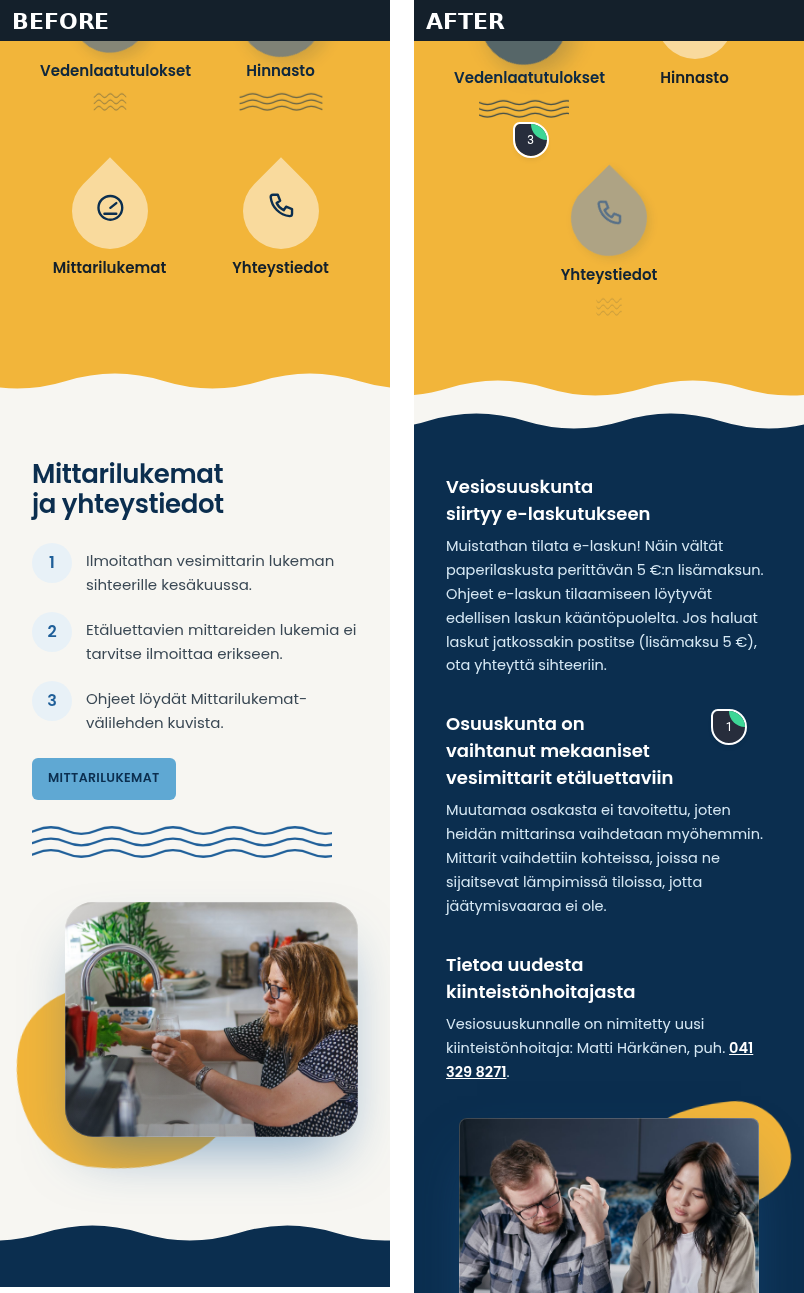 BEFORE
Vedenlaatutulokset
Hinnasto
Mittarilukemat
Yhteystiedot
Mittarilukemat
ja yhteystiedot
1
Ilmoitathan vesimittarin lukeman
sihteerille kesäkuussa.
2
Etäluettavien mittareiden lukemia ei
tarvitse ilmoittaa erikseen.
3
Ohjeet löydät Mittarilukemat-
välilehden kuvista.
MITTARILUKEMAT
AFTER
Vedenlaatutulokset
Hinnasto
3
Yhteystiedot
Vesiosuuskunta
siirtyy e-laskutukseen
Muistathan tilata e-laskun! Näin vältät
paperilaskusta perittävän 5 €:n lisämaksun.
Ohjeet e-laskun tilaamiseen löytyvät
edellisen laskun kääntöpuolelta. Jos haluat
laskut jatkossakin postitse (lisämaksu 5 €),
ota yhteyttä sihteeriin.
Osuuskunta on
vaihtanut mekaaniset
vesimittarit etäluettaviin
1
Muutamaa osakasta ei tavoitettu, joten
heidän mittarinsa vaihdetaan myöhemmin.
Mittarit vaihdettiin kohteissa, joissa ne
sijaitsevat lämpimissä tiloissa, jotta
jäätymisvaaraa ei ole.
Tietoa uudesta
kiinteistönhoitajasta
Vesiosuuskunnalle on nimitetty uusi
kiinteistönhoitaja: Matti Härkänen, puh. 041
329 8271.